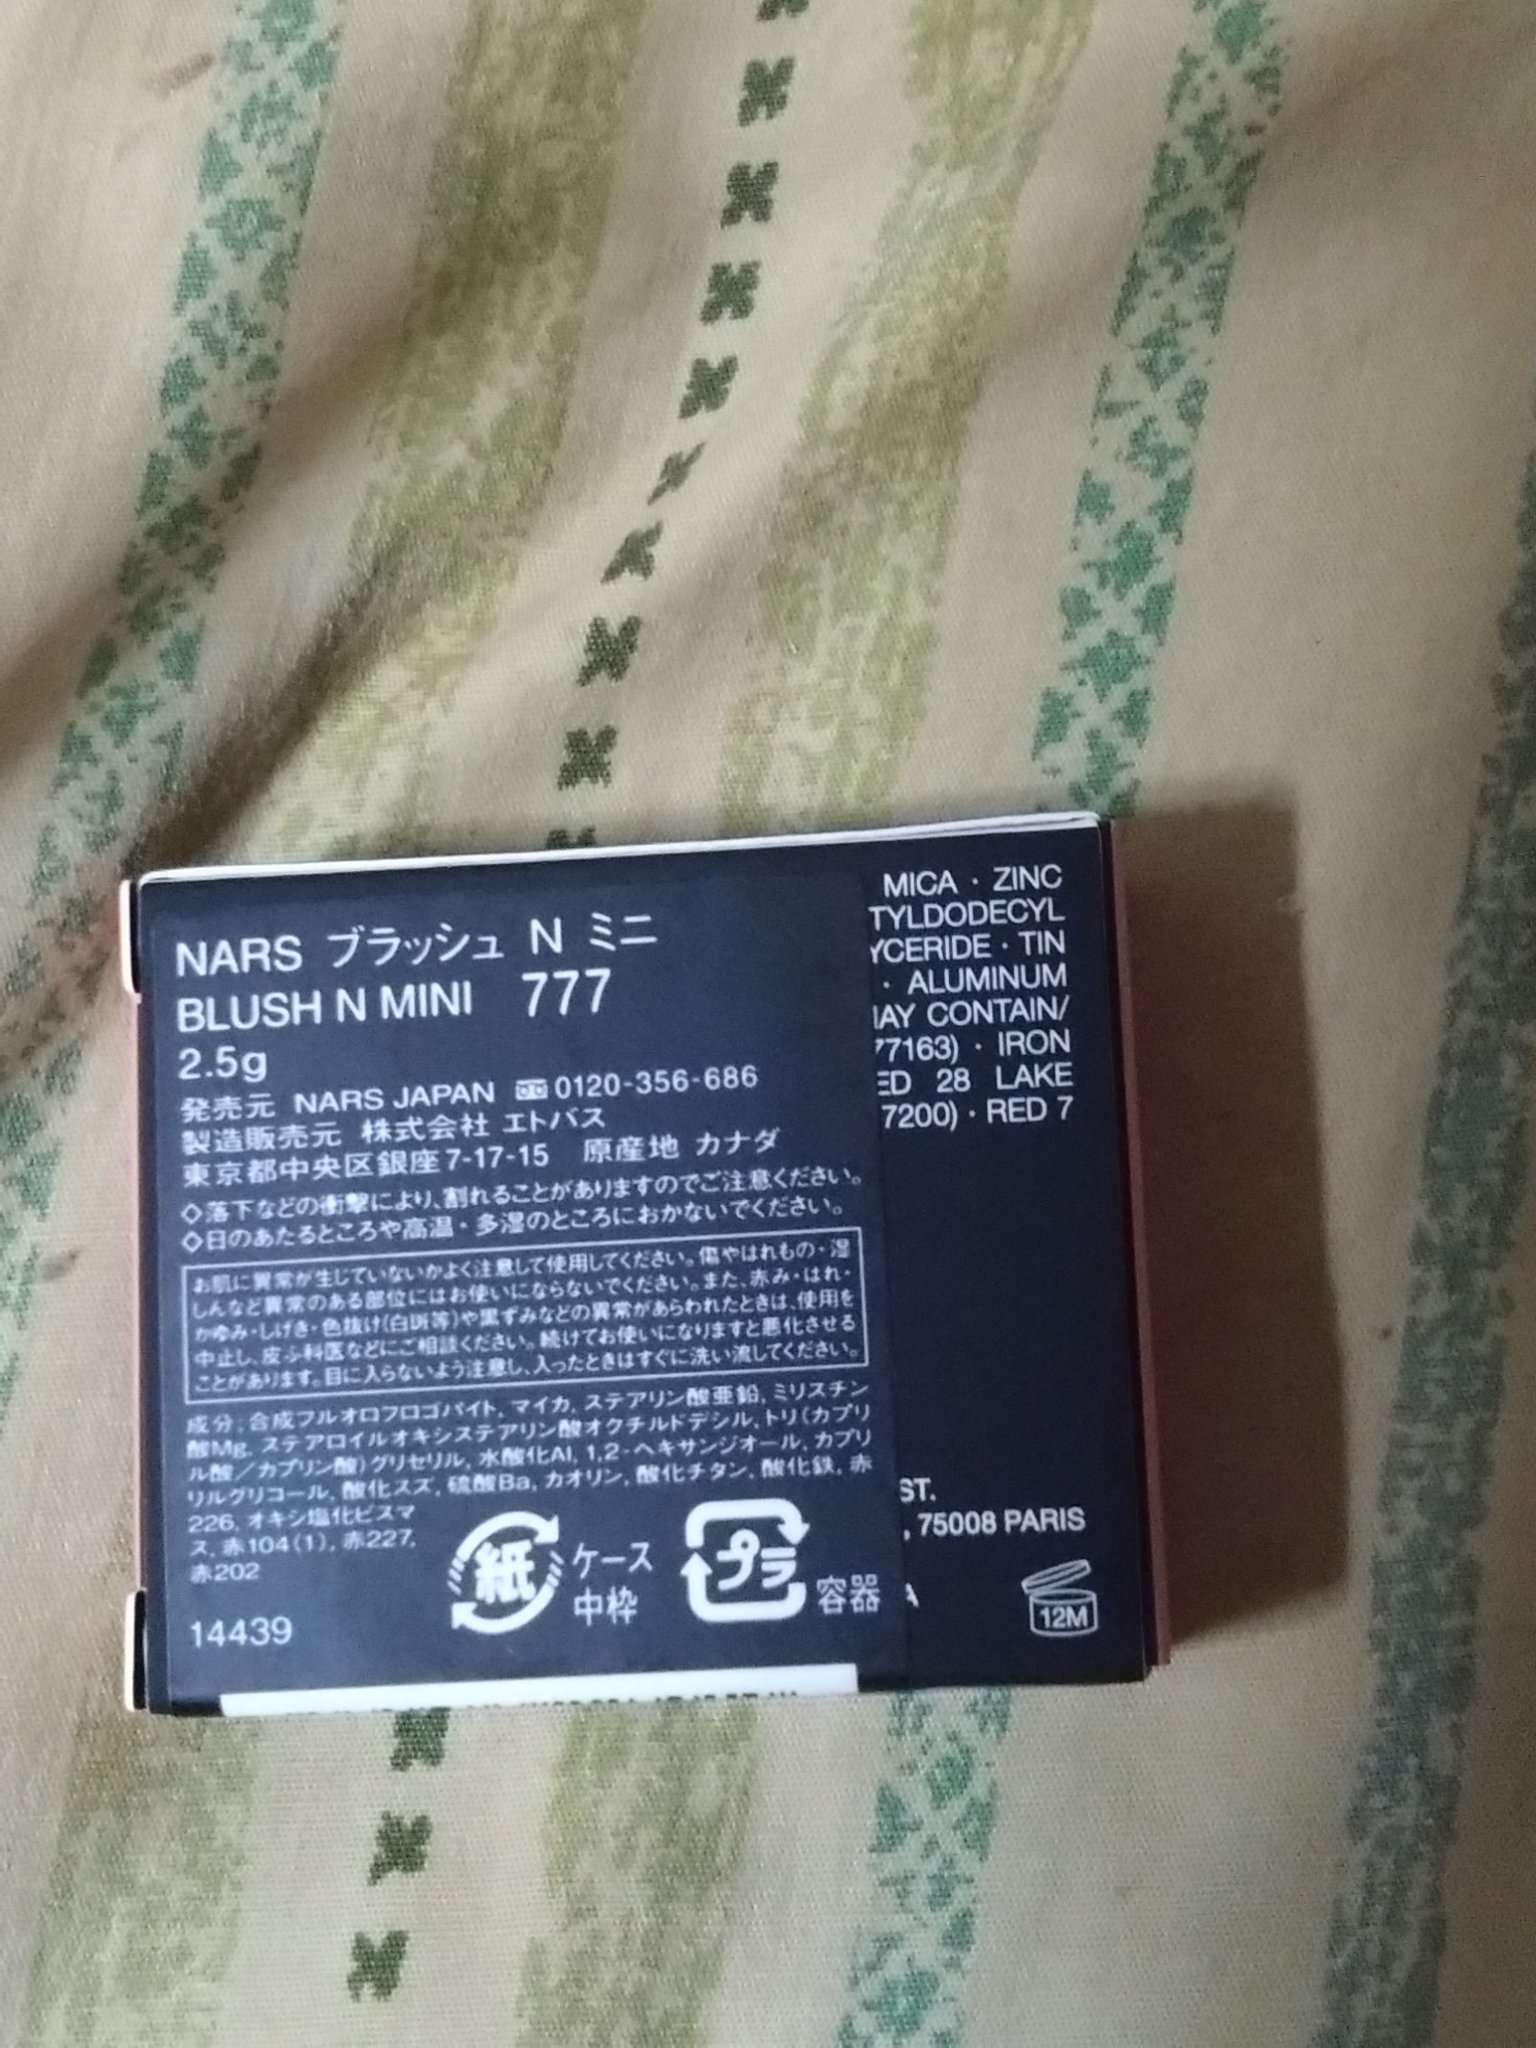 NARS ブラッシュ N ミニ
BLUSH N MINI 777
2.5g
発売元 NARS JAPAN 0120-356-686
製造販売元 株式会社 エトバス
東京都中央区銀座7-17-15 原産地 カナダ
◇落下などの衝撃により、割れることがありますのでご注意ください。
◇日のあたるところや高温・多湿のところにおかないでください。
お肌に異常が生じていないかよく注意して使用してください。傷やはれもの・湿
しんなど異常のある部位にはお使いにならないでください。また、赤み・はれ・
かゆみ・しげき・色抜け(白斑等)や黒ずみなどの異常があらわれたときは、使用を
中止し、皮ふ科医などにご相談ください。続けてお使いになりますと悪化させる
ことがあります。目に入らないよう注意し、入ったときはすぐに洗い流してください。
成分:合成フルオロフロゴパイト, マイカ, ステアリン酸亜鉛, ミリスチン
酸Mg, ステアロイルオキシステアリン酸オクチルドデシル, トリ(カプリ
ル酸/カプリン酸)グリセリル, 水酸化Al, 1,2-ヘキサンジオール, カプリ
リルグリコール, 酸化スズ, 硫酸Ba, カオリン, 酸化チタン, 酸化鉄, 赤
226, オキシ塩化ビスマ
ス, 赤104(1), 赤227,
赤202
14439
紙 ケース
中枠
プラ 容器
MICA · ZINC
TYLDODECYL
YCERIDE · TIN
· ALUMINUM
MAY CONTAIN/
77163) · IRON
ED 28 LAKE
7200) · RED 7
ST.
, 75008 PARIS
A
12M